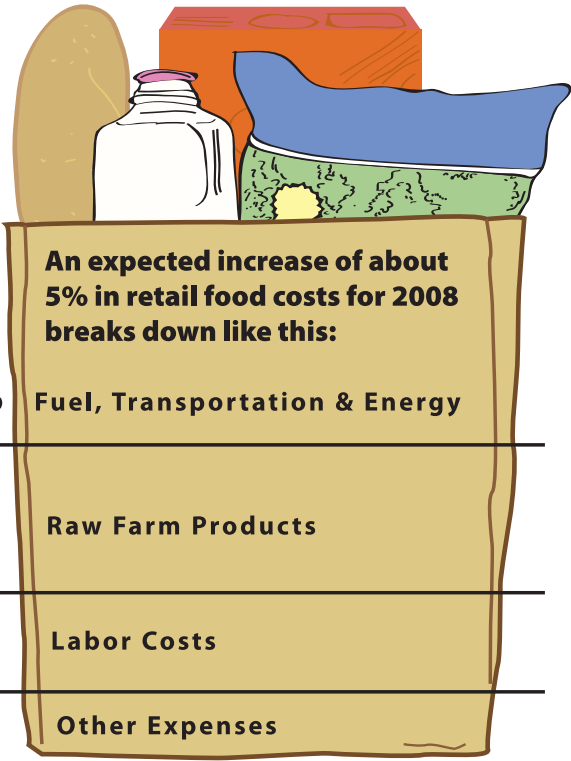 An expected increase of about
5% in retail food costs for 2008
breaks down like this:
Fuel, Transportation & Energy
Raw Farm Products
Labor Costs
Other Expenses